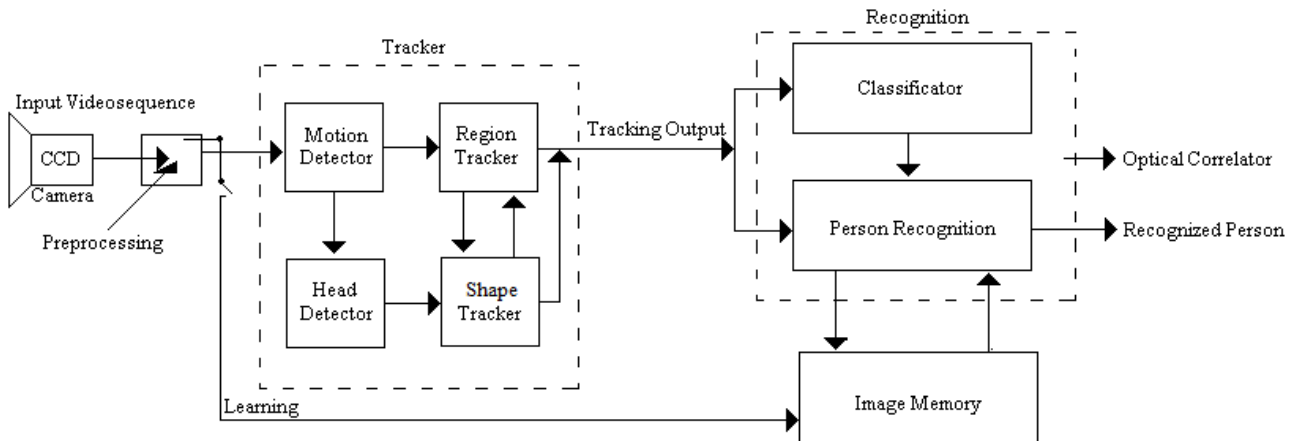 Recognition
Tracker
Classificator
Input Videosequence
Motion
Detector
Region
Tracker
Tracking Output
CCD
Camera
Optical Correlator
Preprocessing
Person Recognition
Recognized Person
Head
Detector
Shape
Tracker
Learning
Image Memory